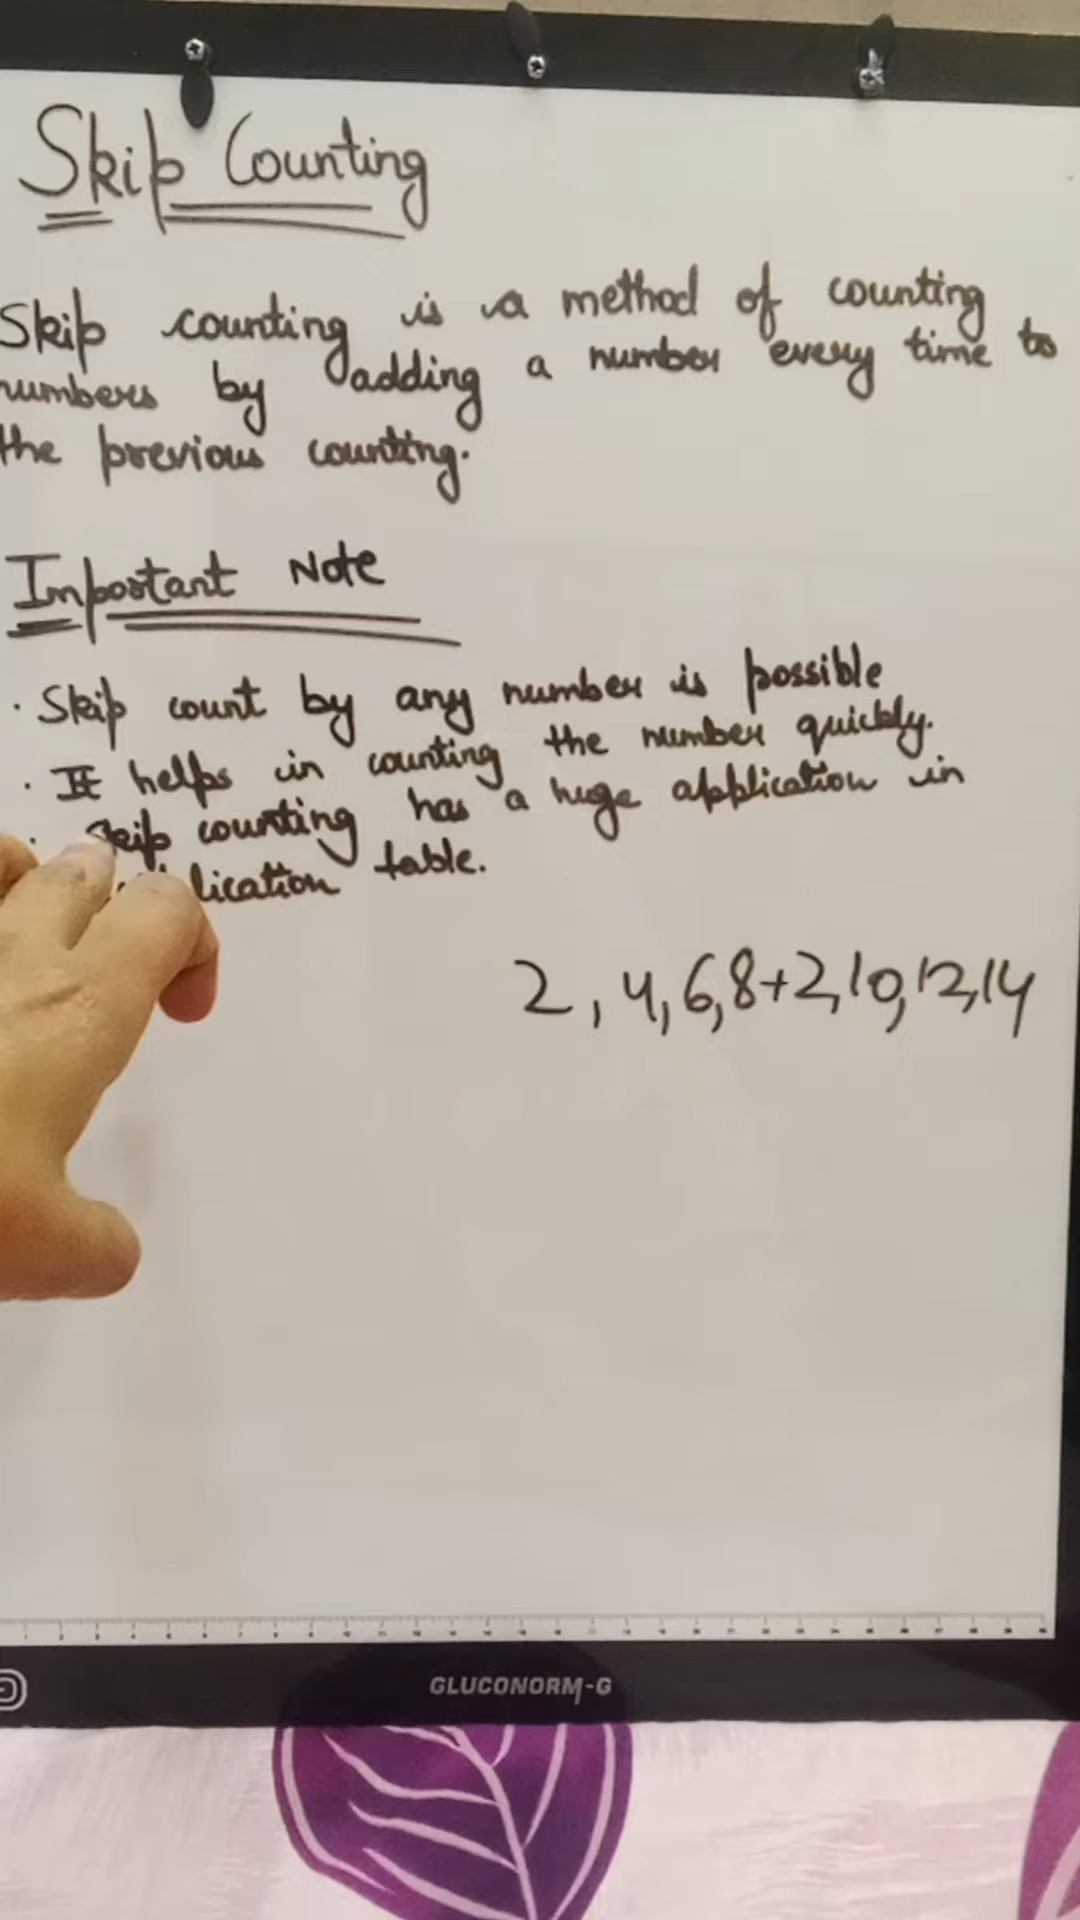 Skip Counting
Skip counting is a method of counting
numbers by adding a number every time to
the previous counting.
Important Note
· Skip count by any number is possible
· It helps in counting the number quickly.
· Skip counting has a huge application in
lication table.
2, 4, 6, 8+2, 10, 12, 14
GLUCONORM-G